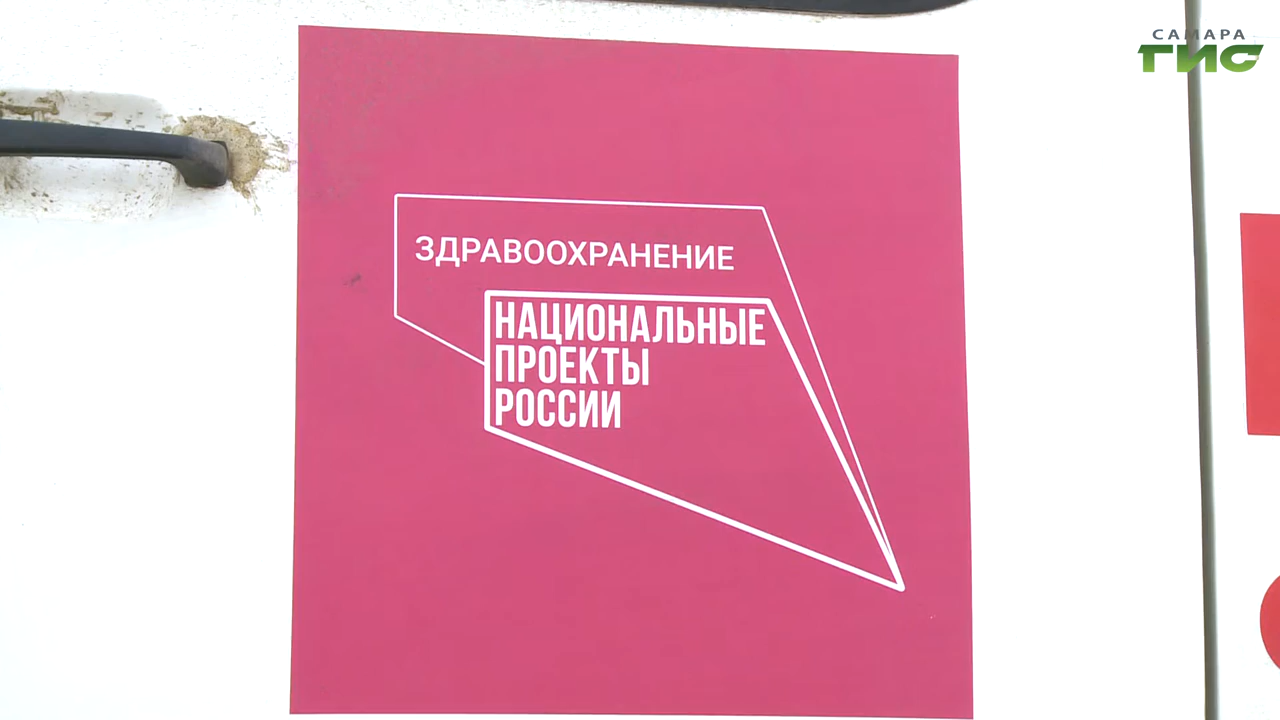 САМАРА
ГИС
ЗДРАВООХРАНЕНИЕ
НАЦИОНАЛЬНЫЕ
ПРОЕКТЫ
РОССИИ